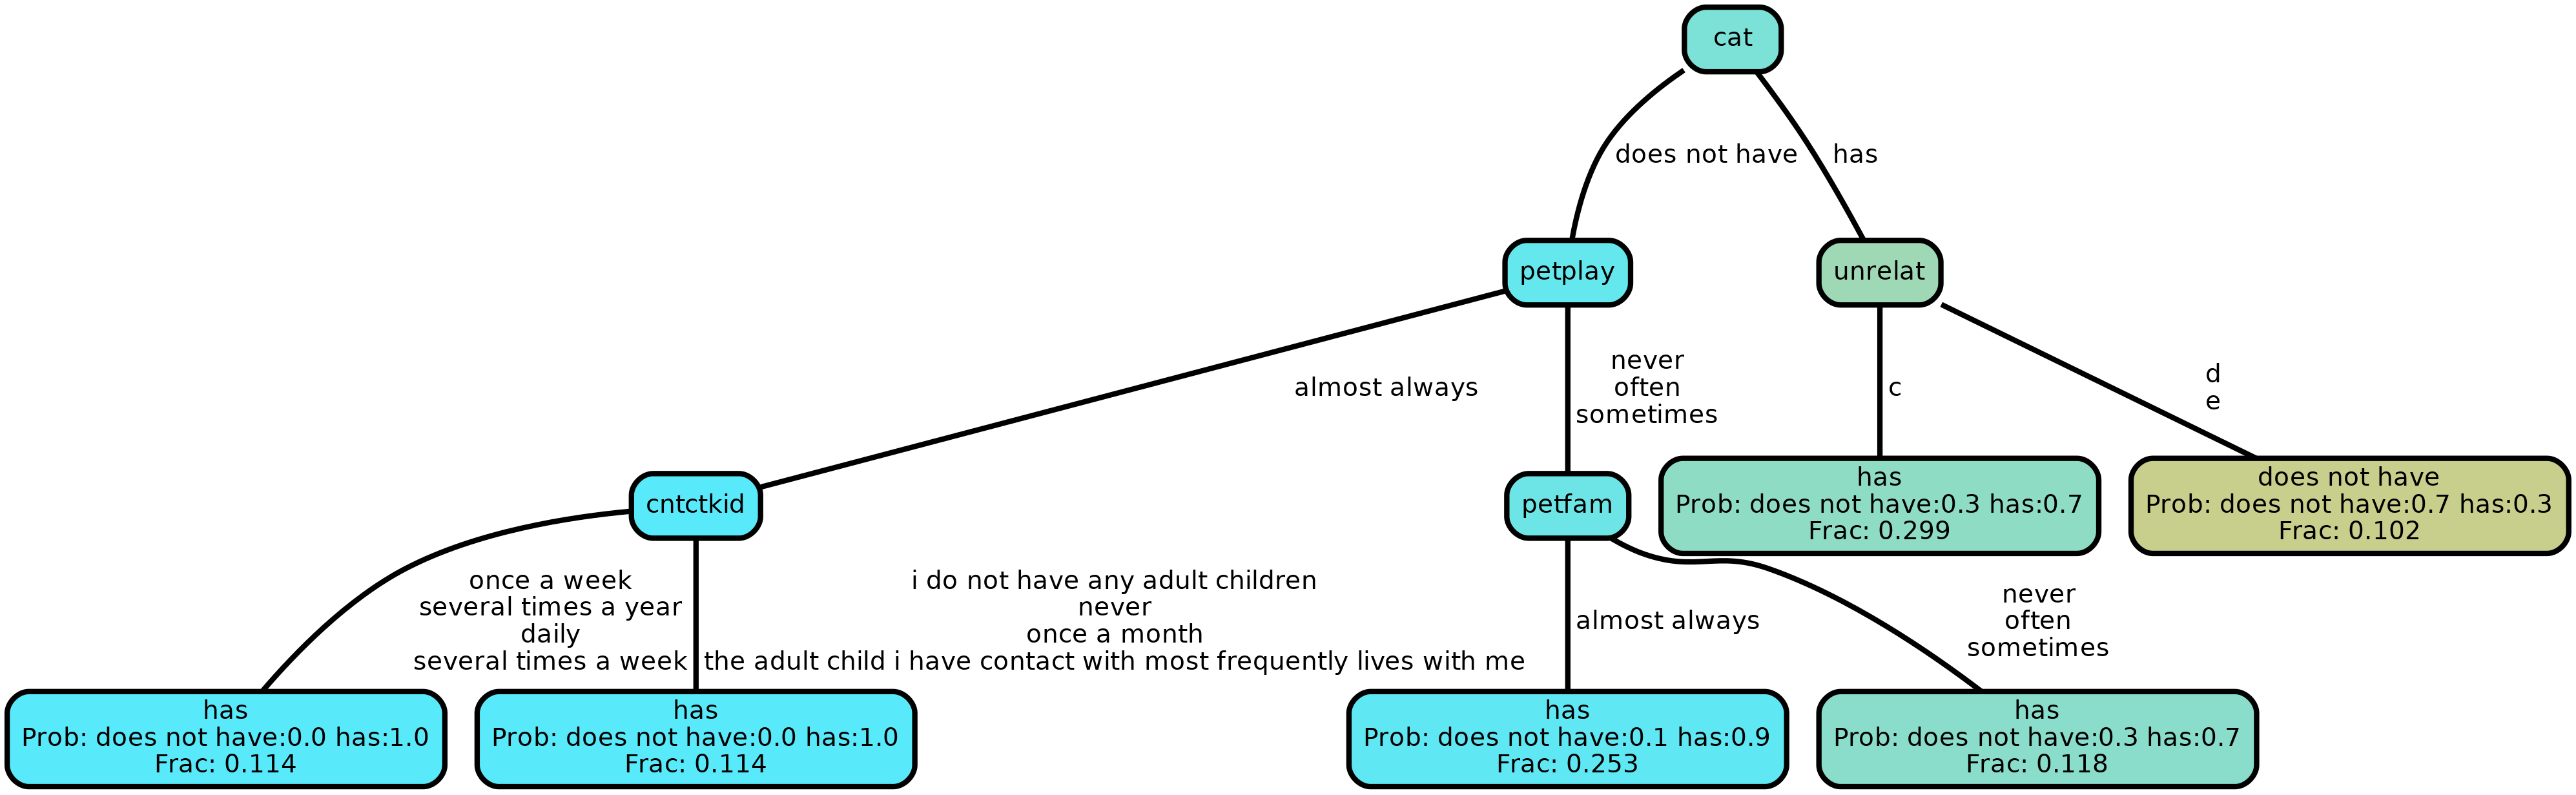 cat
does not have
has
petplay
unrelat
almost always
never
often
sometimes
c
d
e
cntctkid
petfam
has
Prob: does not have:0.3 has:0.7
Frac: 0.299
does not have
Prob: does not have:0.7 has:0.3
Frac: 0.102
once a week
several times a year
daily
several times a week
i do not have any adult children
never
once a month
the adult child i have contact with most frequently lives with me
almost always
never
often
sometimes
has
Prob: does not have:0.0 has:1.0
Frac: 0.114
has
Prob: does not have:0.0 has:1.0
Frac: 0.114
has
Prob: does not have:0.1 has:0.9
Frac: 0.253
has
Prob: does not have:0.3 has:0.7
Frac: 0.118